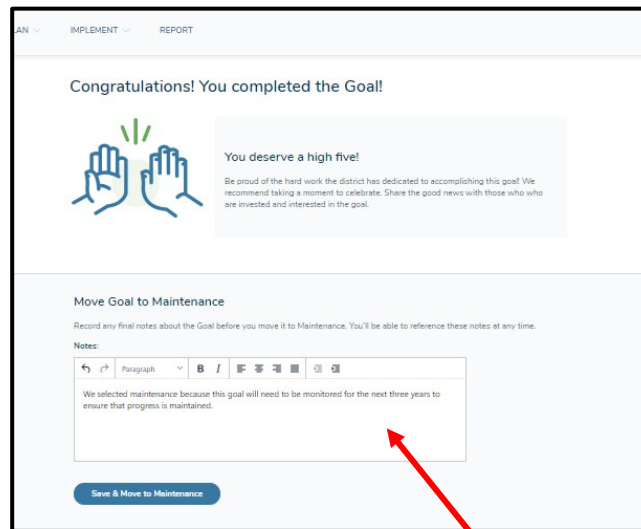 LAN IMPLEMENT REPORT
Congratulations! You completed the Goal!
You deserve a high five!
Be proud of the hard work the district has dedicated to accomplishing this goal! We
recommend taking a moment to celebrate. Share the good news with those who who
are invested and interested in the goal.
Move Goal to Maintenance
Record any final notes about the Goal before you move it to Maintenance. You'll be able to reference these notes at any time.
Notes:
Paragraph B I
We selected maintenance because this goal will need to be monitored for the next three years to
ensure that progress is maintained.
Save & Move to Maintenance